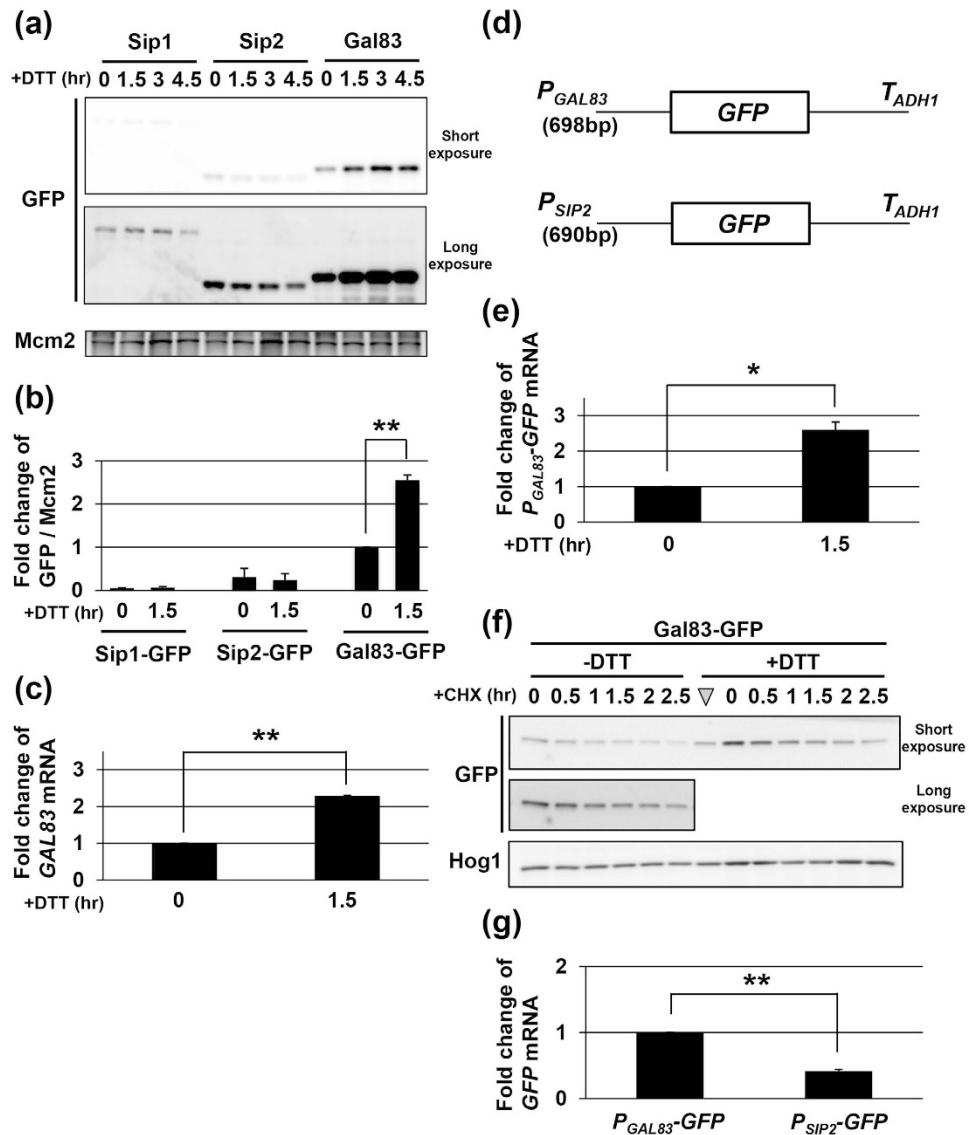 (a)
Sip1 Sip2 Gal83
+DTT (hr) 0 1.5 3 4.5 0 1.5 3 4.5 0 1.5 3 4.5
GFP
Short
exposure
Long
exposure
Mcm2
(b)
Fold change of
GFP / Mcm2
3
2
1
0
**
+DTT (hr) 0 1.5 0 1.5 0 1.5
Sip1-GFP Sip2-GFP Gal83-GFP
(c)
Fold change of
GAL83 mRNA
3
2
1
0
**
+DTT (hr) 0 1.5
(d)
PGAL83 GFP TADH1
(698bp)
PSIP2 GFP TADH1
(690bp)
(e)
Fold change of
PGAL83-GFP mRNA
3
2
1
0
*
+DTT (hr) 0 1.5
(f)
Gal83-GFP
-DTT +DTT
+CHX (hr) 0 0.5 1 1.5 2 2.5 0 0.5 1 1.5 2 2.5
GFP
Short
exposure
Long
exposure
Hog1
(g)
Fold change of
GFP mRNA
2
1
0
**
PGAL83-GFP PSIP2-GFP